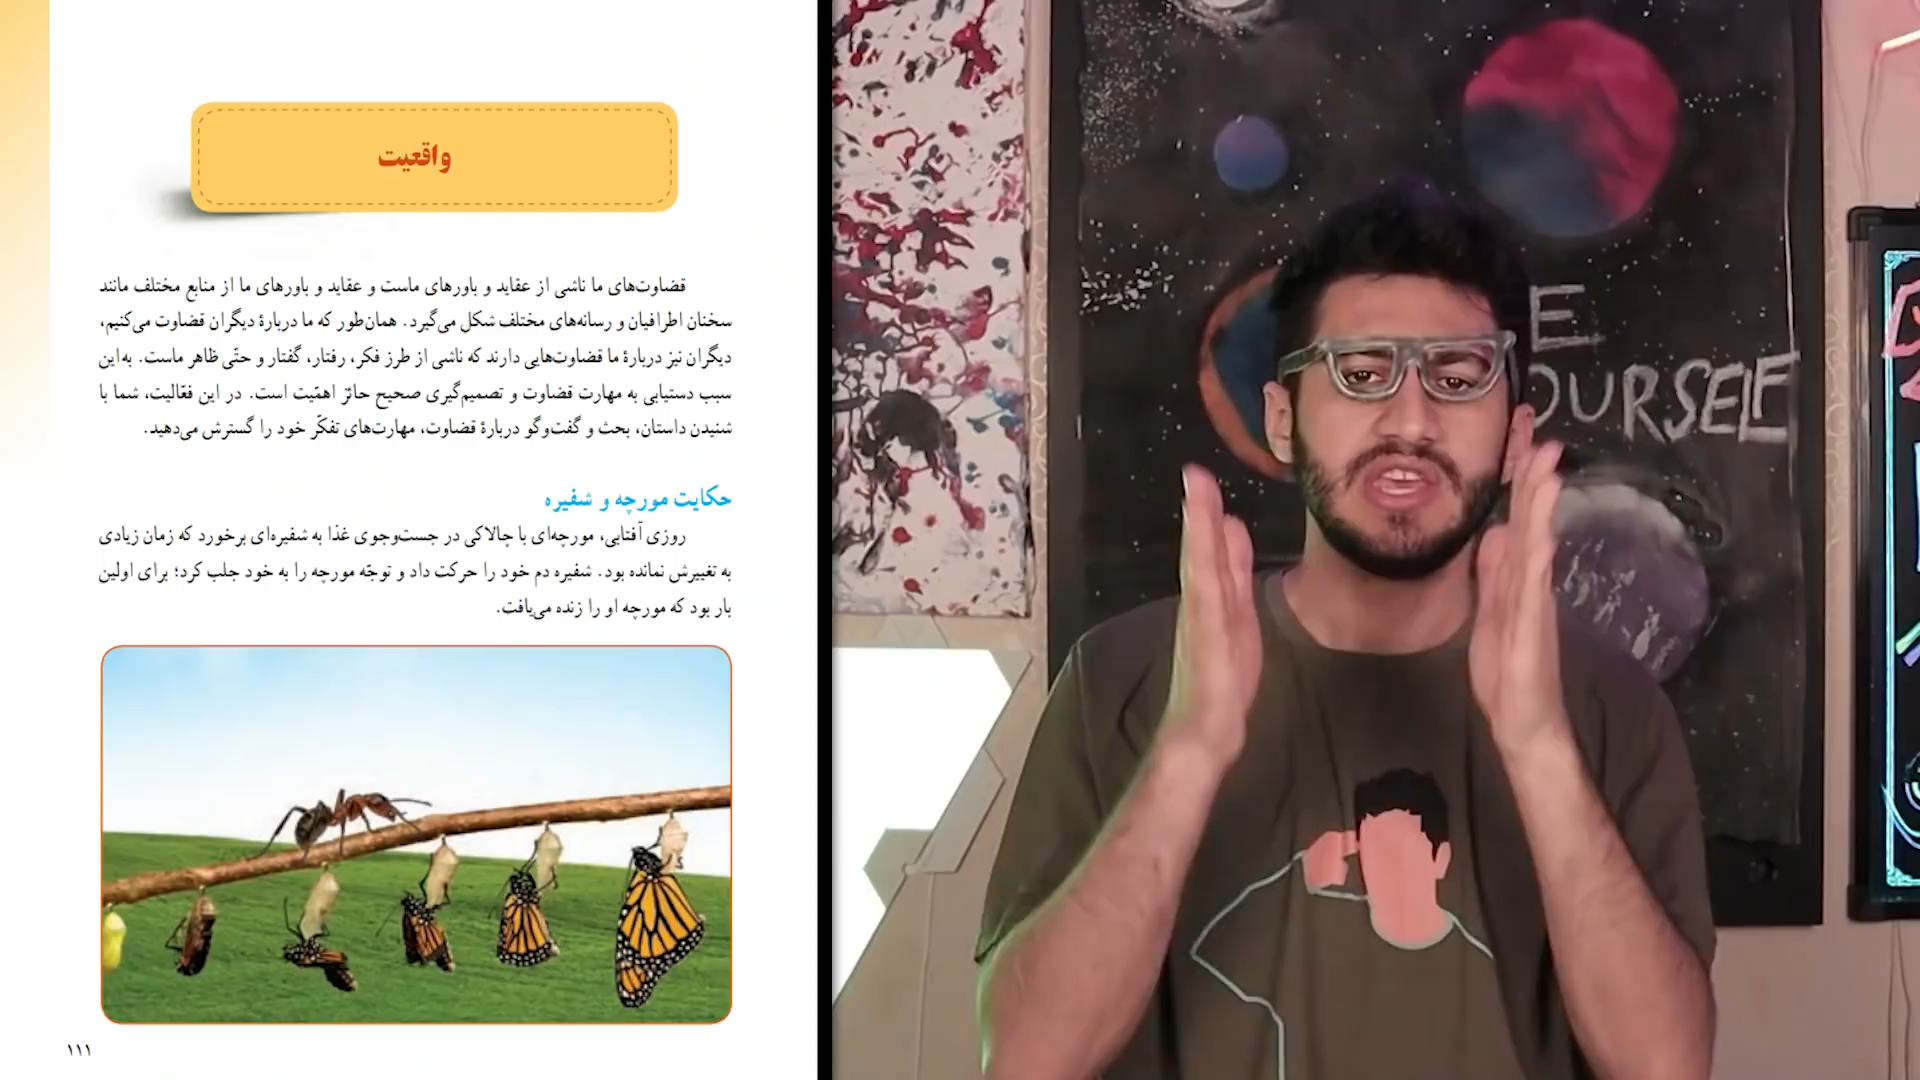 واقعیت
قضاوت‌های ما ناشی از عقاید و باورهای ماست و عقاید و باورهای ما از منابع مختلف مانند
سخنان اطرافیان و رسانه‌های مختلف شکل می‌گیرد. همان‌طور که ما دربارهٔ دیگران قضاوت می‌کنیم،
دیگران نیز دربارهٔ ما قضاوت‌هایی دارند که ناشی از طرز فکر، رفتار، گفتار و حتّی ظاهر ماست. به‌این
سبب دستیابی به مهارت قضاوت و تصمیم‌گیری صحیح حائز اهمّیت است. در این فعّالیت، شما با
شنیدن داستان، بحث و گفت‌وگو دربارهٔ قضاوت، مهارت‌های تفکّر خود را گسترش می‌دهید.
حکایت مورچه و شفیره
روزی آفتابی، مورچه‌ای با چالاکی در جست‌وجوی غذا به شفیره‌ای برخورد که زمان زیادی
به تغییرش نمانده بود. شفیره دم خود را حرکت داد و توجّه مورچه را به خود جلب کرد؛ برای اولین
بار بود که مورچه او را زنده می‌یافت.
۱۱۱
E
OURSELF